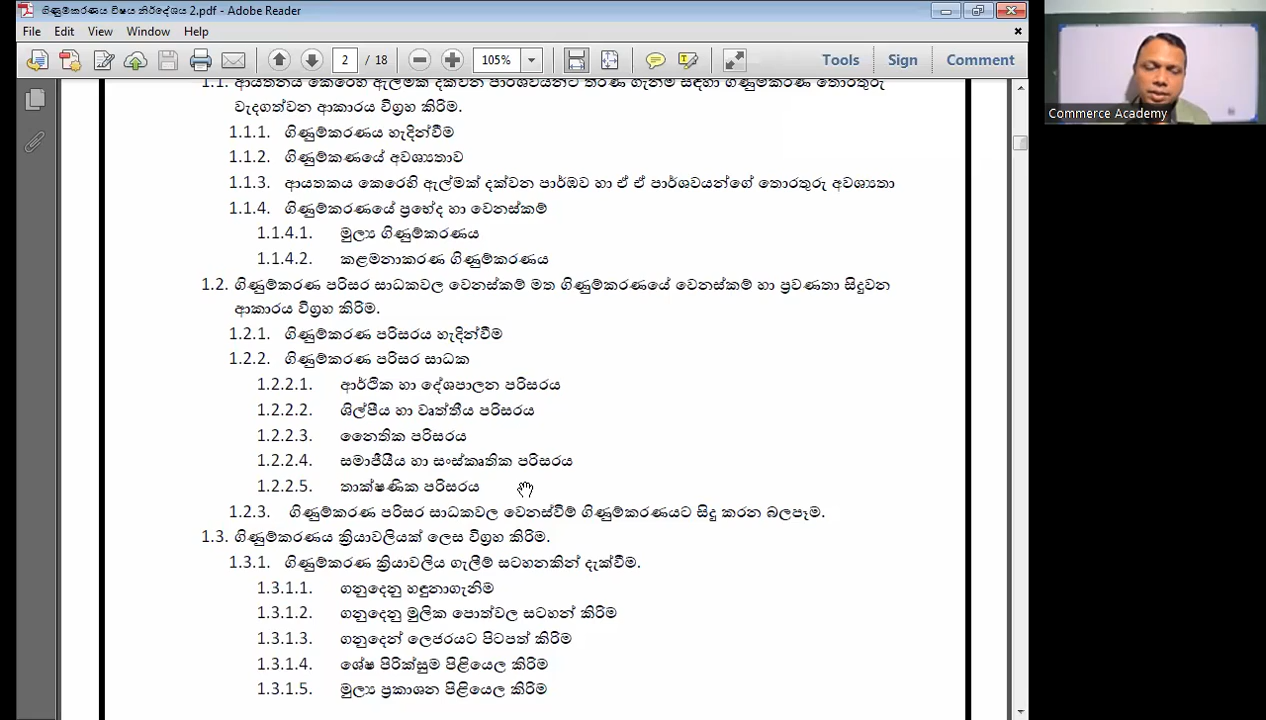 ගිණුම්කරණය විෂය නිර්දේශය 2.pdf - Adobe Reader
File Edit View Window Help
2 / 18 105% Tools Sign Comment
1.1. ආයතනය කෙරෙහි ඇල්මක් දක්වන පාර්ශවයන්ට තීරණ ගැනීම සඳහා ගිණුම්කරණ තොරතුරු
වැදගත්වන ආකාරය විග්‍රහ කිරීම.
1.1.1. ගිණුම්කරණය හැදින්වීම
1.1.2. ගිණුම්කණයේ අවශ්‍යතාව
1.1.3. ආයතකය කෙරෙහි ඇල්මක් දක්වන පාර්ඹව හා ඒ ඒ පාර්ශවයන්ගේ තොරතුරු අවශ්‍යතා
1.1.4. ගිණුම්කරණයේ ප්‍රභේද හා වෙනස්කම්
1.1.4.1. මුල්‍ය ගිණුම්කරණය
1.1.4.2. කළමනාකරණ ගිණුම්කරණය
1.2. ගිණුම්කරණ පරිසර සාධකවල වෙනස්කම් මත ගිණුම්කරණයේ වෙනස්කම් හා ප්‍රවණතා සිදුවන
ආකාරය විග්‍රහ කිරීම.
1.2.1. ගිණුම්කරණ පරිසරය හැදින්වීම
1.2.2. ගිණුම්කරණ පරිසර සාධක
1.2.2.1. ආර්ථික හා දේශපාලන පරිසරය
1.2.2.2. ශිල්පීය හා වෘත්තීය පරිසරය
1.2.2.3. නෛතික පරිසරය
1.2.2.4. සමාජයීය හා සංස්කෘතික පරිසරය
1.2.2.5. තාක්ෂණික පරිසරය
1.2.3. ගිණුම්කරණ පරිසර සාධකවල වෙනස්වීම් ගිණුම්කරණයට සිදු කරන බලපෑම.
1.3. ගිණුම්කරණය ක්‍රියාවලියක් ලෙස විග්‍රහ කිරීම.
1.3.1. ගිණුම්කරණ ක්‍රියාවලිය ගැලීම් සටහනකින් දැක්වීම.
1.3.1.1. ගනුදෙනු හඳුනාගැනීම
1.3.1.2. ගනුදෙනු මුලික පොත්වල සටහන් කිරීම
1.3.1.3. ගනුදෙන් ලෙජරයට පිටපත් කිරීම
1.3.1.4. ශේෂ පිරික්සුම පිළියෙල කිරීම
1.3.1.5. මුල්‍ය ප්‍රකාශන පිළියෙල කිරීම
Commerce Academy